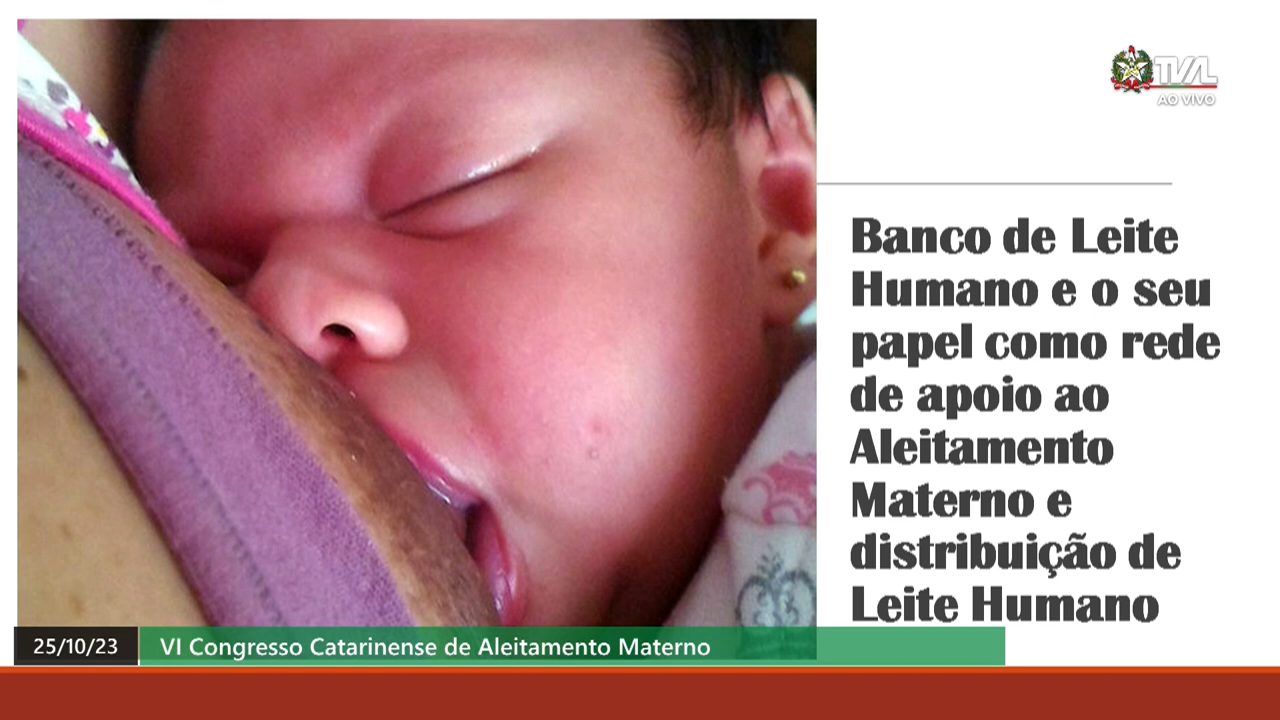 TVAL
AO VIVO
Banco de Leite
Humano e o seu
papel como rede
de apoio ao
Aleitamento
Materno e
distribuição de
Leite Humano
25/10/23
VI Congresso Catarinense de Aleitamento Materno